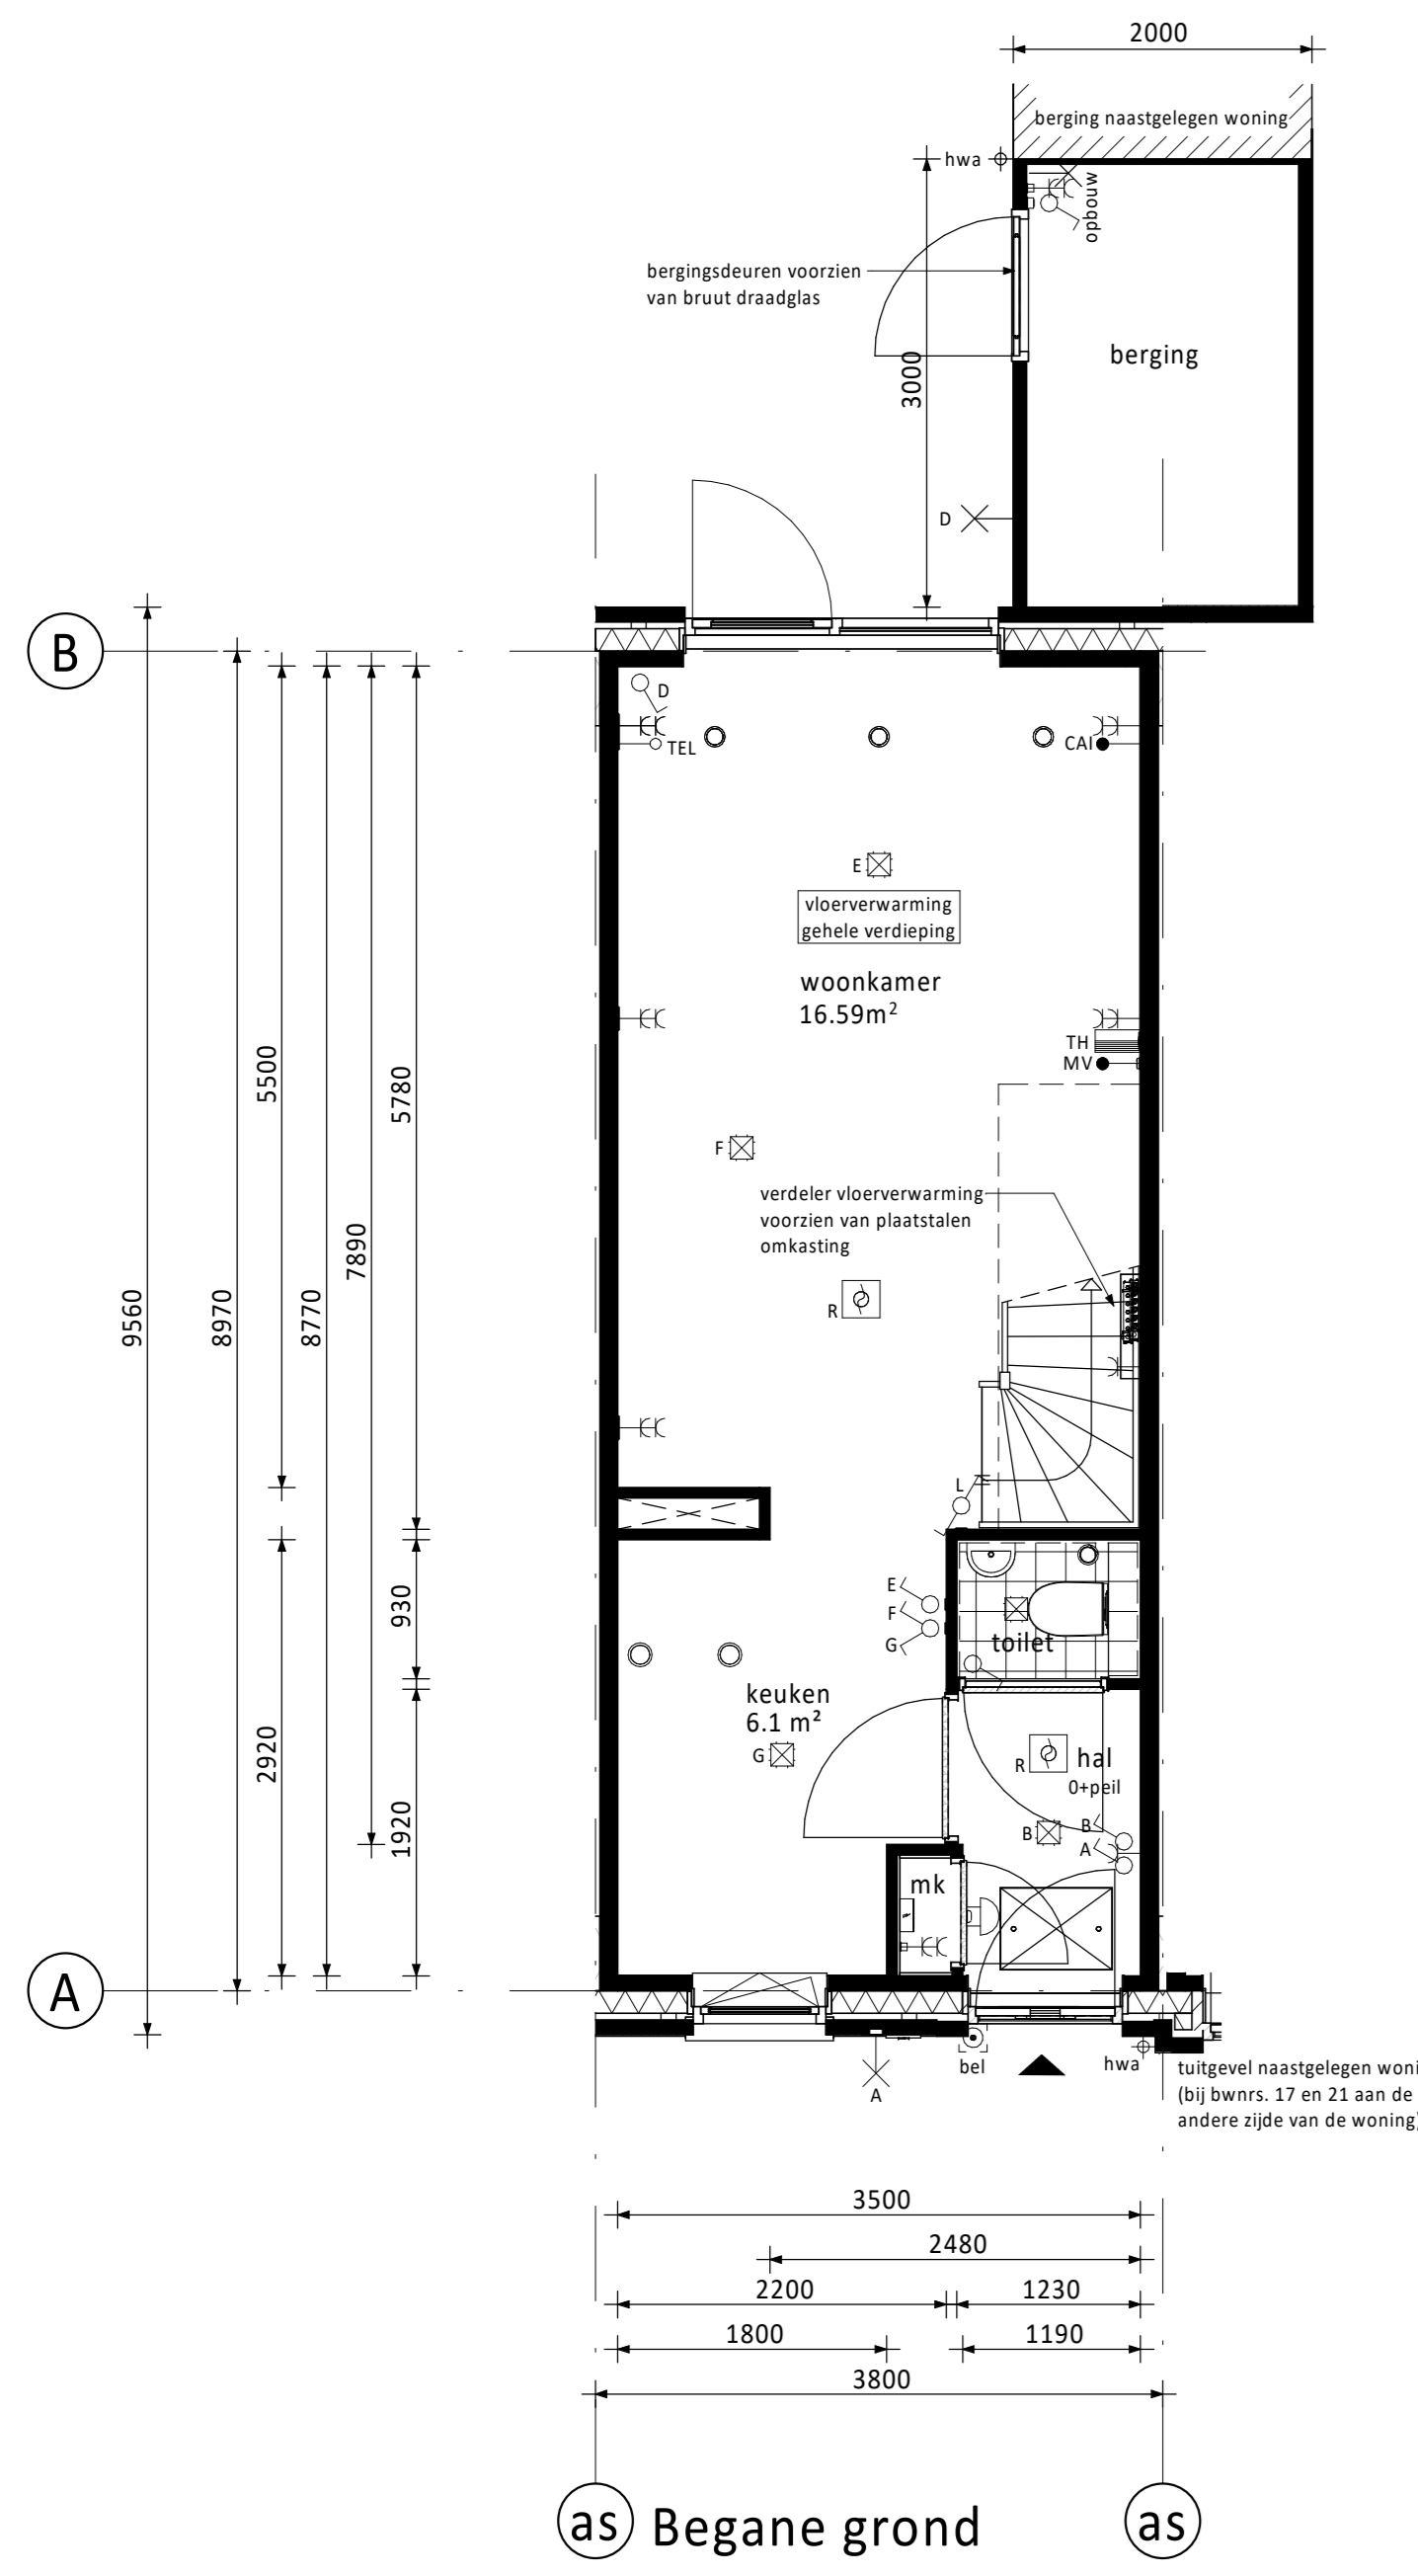 2000
berging naastgelegen woning
hwa
opbouw
bergingsdeuren voorzien
van bruut draadglas
3000
berging
D
B
D
TEL
CAI
E
vloerverwarming
gehele verdieping
woonkamer
16.59m²
TH
MV
5500
5780
F
verdeler vloerverwarming
voorzien van plaatstalen
omkasting
7890
9560
8970
8770
R
L
E
F
G
toilet
930
keuken
6.1 m²
G
R
hal
0+peil
2920
1920
B
B
A
mk
A
bel
hwa
A
tuitgevel naastgelegen woni
(bij bwnrs. 17 en 21 aan de
andere zijde van de woning)
3500
2480
2200
1230
1800
1190
3800
as
Begane grond
as